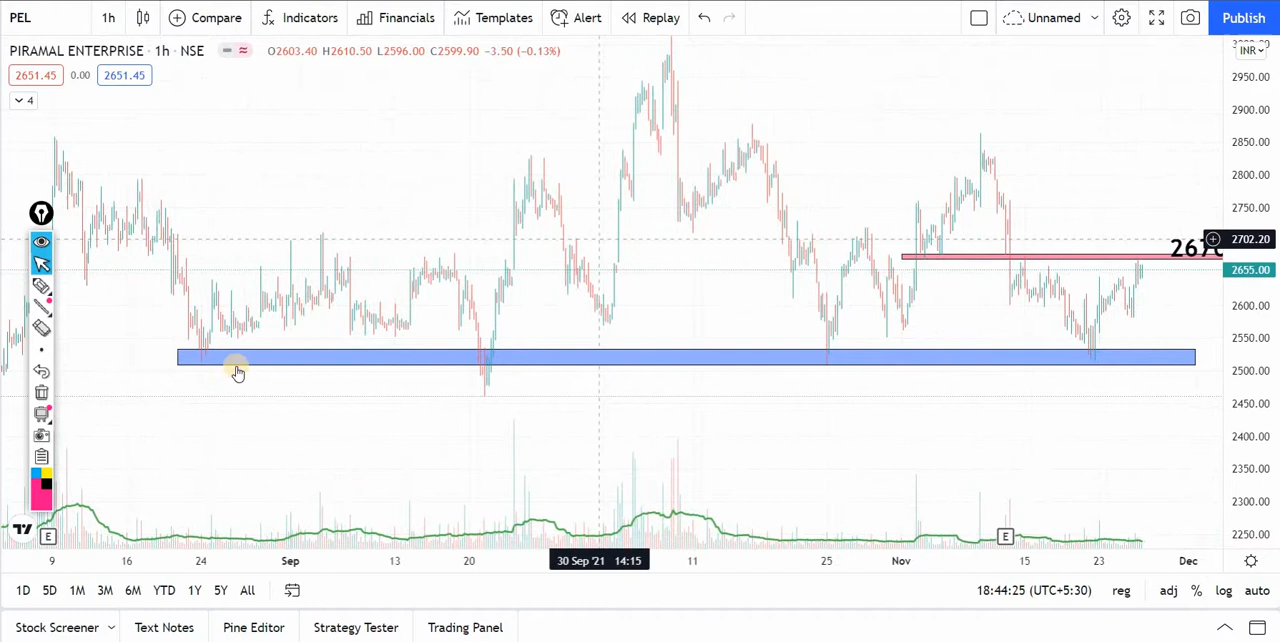 PEL 1h Compare Indicators Financials Templates Alert Replay Unnamed Publish
PIRAMAL ENTERPRISE · 1h · NSE O2603.40 H2610.50 L2596.00 C2599.90 −3.50 (−0.13%)
INR
2651.45 0.00 2651.45
4
2950.00
2900.00
2850.00
2800.00
2750.00
2702.20
267
2655.00
2600.00
2550.00
2500.00
2450.00
2400.00
2350.00
2300.00
2250.00
E E
9 16 24 Sep 13 20 30 Sep '21 14:15 11 25 Nov 15 23 Dec
1D 5D 1M 3M 6M YTD 1Y 5Y All 18:44:25 (UTC+5:30) reg adj % log auto
Stock Screener Text Notes Pine Editor Strategy Tester Trading Panel